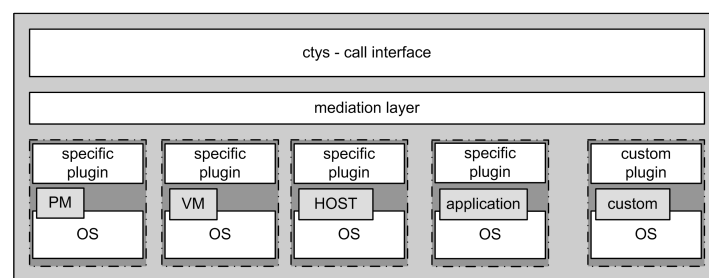 ctys - call interface
mediation layer
specific
plugin
specific
plugin
specific
plugin
specific
plugin
custom
plugin
PM
VM
HOST
application
custom
OS
OS
OS
OS
OS